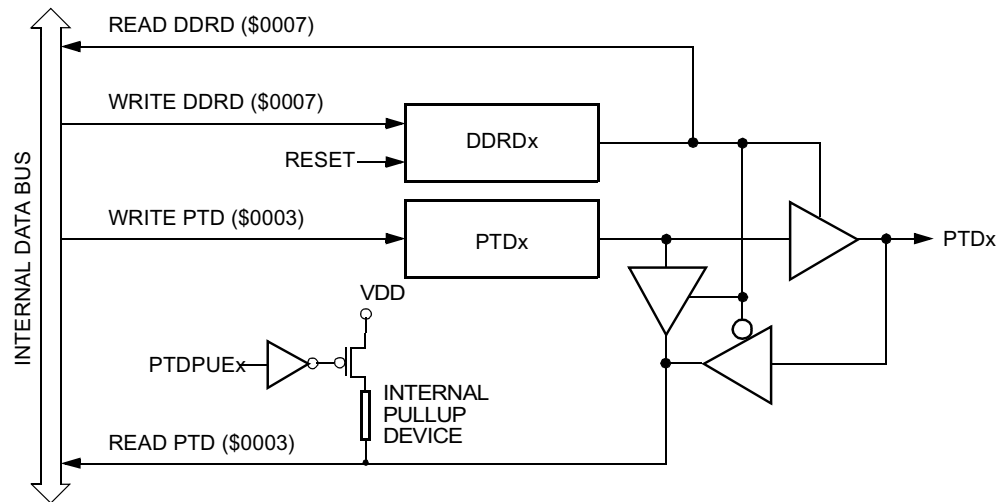 READ DDRD ($0007)
WRITE DDRD ($0007)
DDRDx
RESET
WRITE PTD ($0003)
PTDx
PTDx
VDD
PTDPUEx
INTERNAL
PULLUP
DEVICE
READ PTD ($0003)
INTERNAL DATA BUS